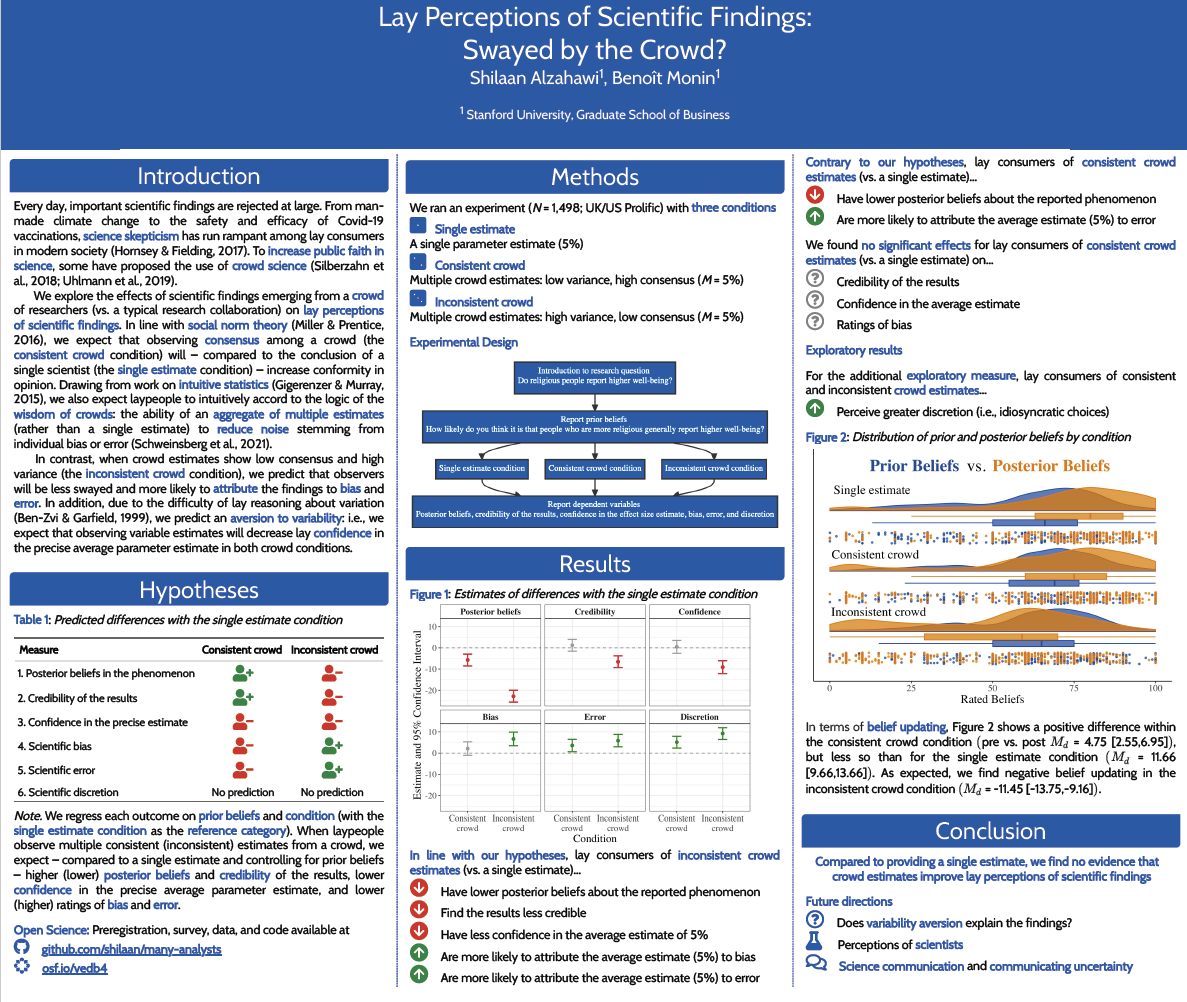 Lay Perceptions of Scientific Findings:
Swayed by the Crowd?
Shilaan Alzahawi¹, Benoît Monin¹
¹ Stanford University, Graduate School of Business
Introduction
Every day, important scientific findings are rejected at large. From man-
made climate change to the safety and efficacy of Covid-19
vaccinations, science skepticism has run rampant among lay consumers
in modern society (Hornsey & Fielding, 2017). To increase public faith in
science, some have proposed the use of crowd science (Silberzahn et
al., 2018; Uhlmann et al., 2019).
We explore the effects of scientific findings emerging from a crowd
of researchers (vs. a typical research collaboration) on lay perceptions
of scientific findings. In line with social norm theory (Miller & Prentice,
2016), we expect that observing consensus among a crowd (the
consistent crowd condition) will – compared to the conclusion of a
single scientist (the single estimate condition) – increase conformity in
opinion. Drawing from work on intuitive statistics (Gigerenzer & Murray,
2015), we also expect laypeople to intuitively accord to the logic of the
wisdom of crowds: the ability of an aggregate of multiple estimates
(rather than a single estimate) to reduce noise stemming from
individual bias or error (Schweinsberg et al., 2021).
In contrast, when crowd estimates show low consensus and high
variance (the inconsistent crowd condition), we predict that observers
will be less swayed and more likely to attribute the findings to bias and
error. In addition, due to the difficulty of lay reasoning about variation
(Ben-Zvi & Garfield, 1999), we predict an aversion to variability: i.e., we
expect that observing variable estimates will decrease lay confidence in
the precise average parameter estimate in both crowd conditions.
Hypotheses
Table 1: Predicted differences with the single estimate condition
Measure Consistent crowd Inconsistent crowd
1. Posterior beliefs in the phenomenon
2. Credibility of the results
3. Confidence in the precise estimate
4. Scientific bias
5. Scientific error
6. Scientific discretion No prediction No prediction
Note. We regress each outcome on prior beliefs and condition (with the
single estimate condition as the reference category). When laypeople
observe multiple consistent (inconsistent) estimates from a crowd, we
expect – compared to a single estimate and controlling for prior beliefs
– higher (lower) posterior beliefs and credibility of the results, lower
confidence in the precise average parameter estimate, and lower
(higher) ratings of bias and error.
Open Science: Preregistration, survey, data, and code available at
github.com/shilaan/many-analysts
osf.io/vedb4
Methods
We ran an experiment (N = 1,498; UK/US Prolific) with three conditions
Single estimate
A single parameter estimate (5%)
Consistent crowd
Multiple crowd estimates: low variance, high consensus (M = 5%)
Inconsistent crowd
Multiple crowd estimates: high variance, low consensus (M = 5%)
Experimental Design
Introduction to research question
Do religious people report higher well-being?
Report prior beliefs
How likely do you think it is that people who are more religious generally report higher well-being?
Single estimate condition
Consistent crowd condition
Inconsistent crowd condition
Report dependent variables
Posterior beliefs, credibility of the results, confidence in the effect size estimate, bias, error, and discretion
Results
Figure 1: Estimates of differences with the single estimate condition
Estimate and 95% Confidence Interval
Posterior beliefs Credibility Confidence
10
0
-10
-20
Bias Error Discretion
10
0
-10
-20
Consistent crowd Inconsistent crowd Consistent crowd Inconsistent crowd Consistent crowd Inconsistent crowd
Condition
In line with our hypotheses, lay consumers of inconsistent crowd
estimates (vs. a single estimate)...
Have lower posterior beliefs about the reported phenomenon
Find the results less credible
Have less confidence in the average estimate of 5%
Are more likely to attribute the average estimate (5%) to bias
Are more likely to attribute the average estimate (5%) to error
Contrary to our hypotheses, lay consumers of consistent crowd
estimates (vs. a single estimate)...
Have lower posterior beliefs about the reported phenomenon
Are more likely to attribute the average estimate (5%) to error
We found no significant effects for lay consumers of consistent crowd
estimates (vs. a single estimate) on...
Credibility of the results
Confidence in the average estimate
Ratings of bias
Exploratory results
For the additional exploratory measure, lay consumers of consistent
and inconsistent crowd estimates...
Perceive greater discretion (i.e., idiosyncratic choices)
Figure 2: Distribution of prior and posterior beliefs by condition
Prior Beliefs vs. Posterior Beliefs
Single estimate
Consistent crowd
Inconsistent crowd
0 25 50 75 100
Rated Beliefs
In terms of belief updating, Figure 2 shows a positive difference within
the consistent crowd condition (pre vs. post M_d = 4.75 [2.55,6.95]),
but less so than for the single estimate condition (M_d = 11.66
[9.66,13.66]). As expected, we find negative belief updating in the
inconsistent crowd condition (M_d = -11.45 [-13.75,-9.16]).
Conclusion
Compared to providing a single estimate, we find no evidence that
crowd estimates improve lay perceptions of scientific findings
Future directions
Does variability aversion explain the findings?
Perceptions of scientists
Science communication and communicating uncertainty